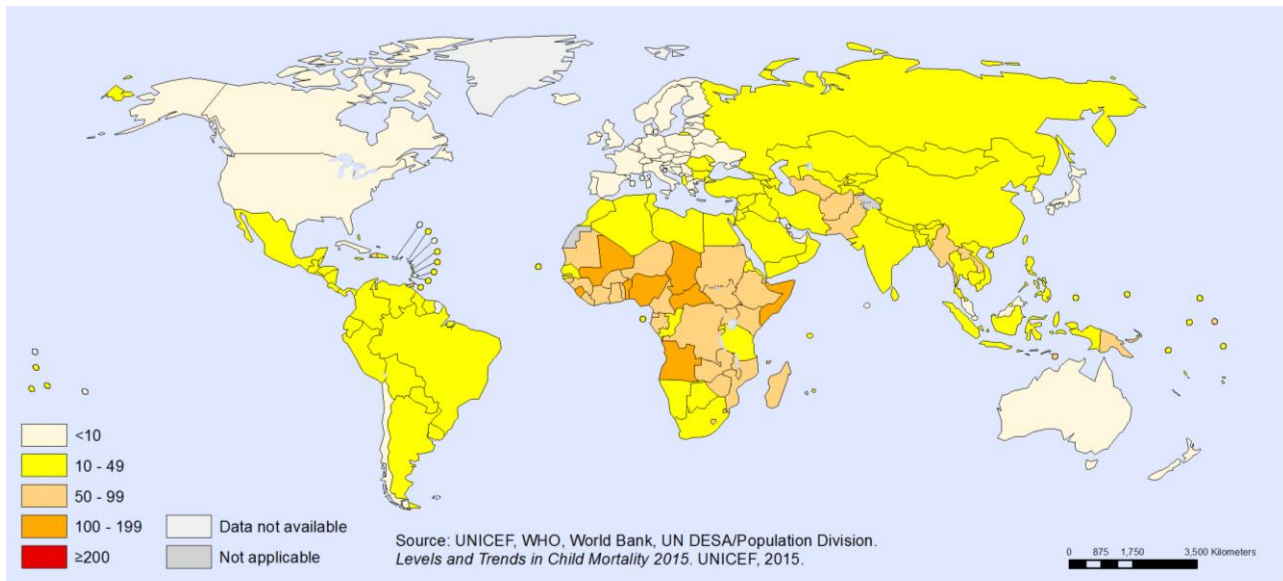 <10
10 - 49
50 - 99
100 - 199
≥200
Data not available
Not applicable
Source: UNICEF, WHO, World Bank, UN DESA/Population Division.
Levels and Trends in Child Mortality 2015. UNICEF, 2015.
0 875 1,750 3,500 Kilometers